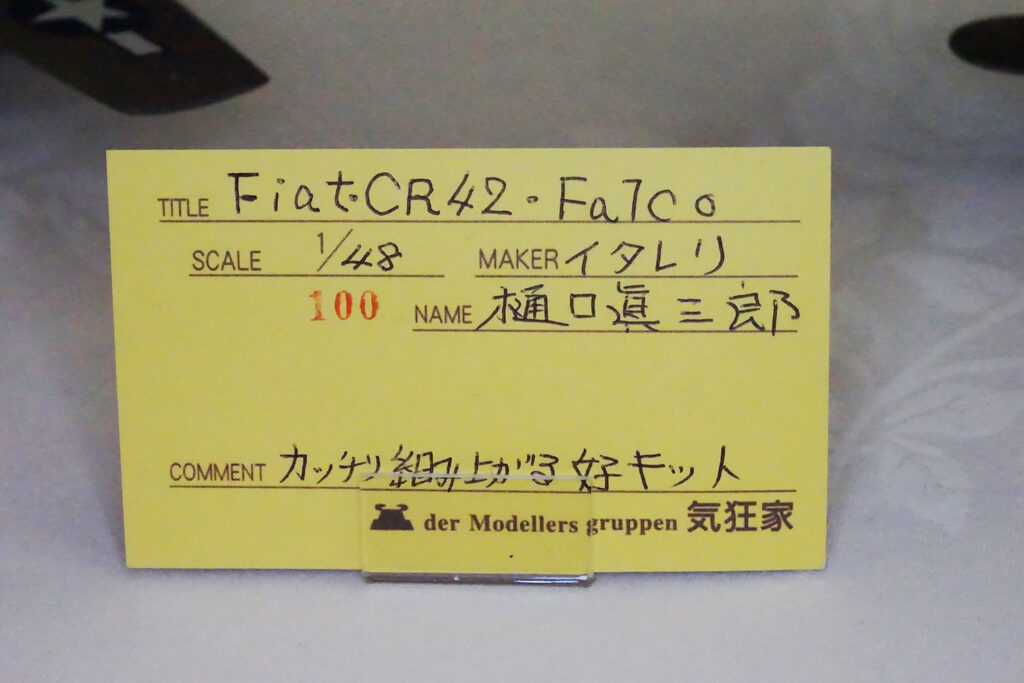 TITLE Fiat・CR42・Falco
SCALE 1/48 MAKER イタレリ
100 NAME 樋口眞三郎
COMMENT カッチリ組み上がる好キット
der Modellers gruppen 気狂家